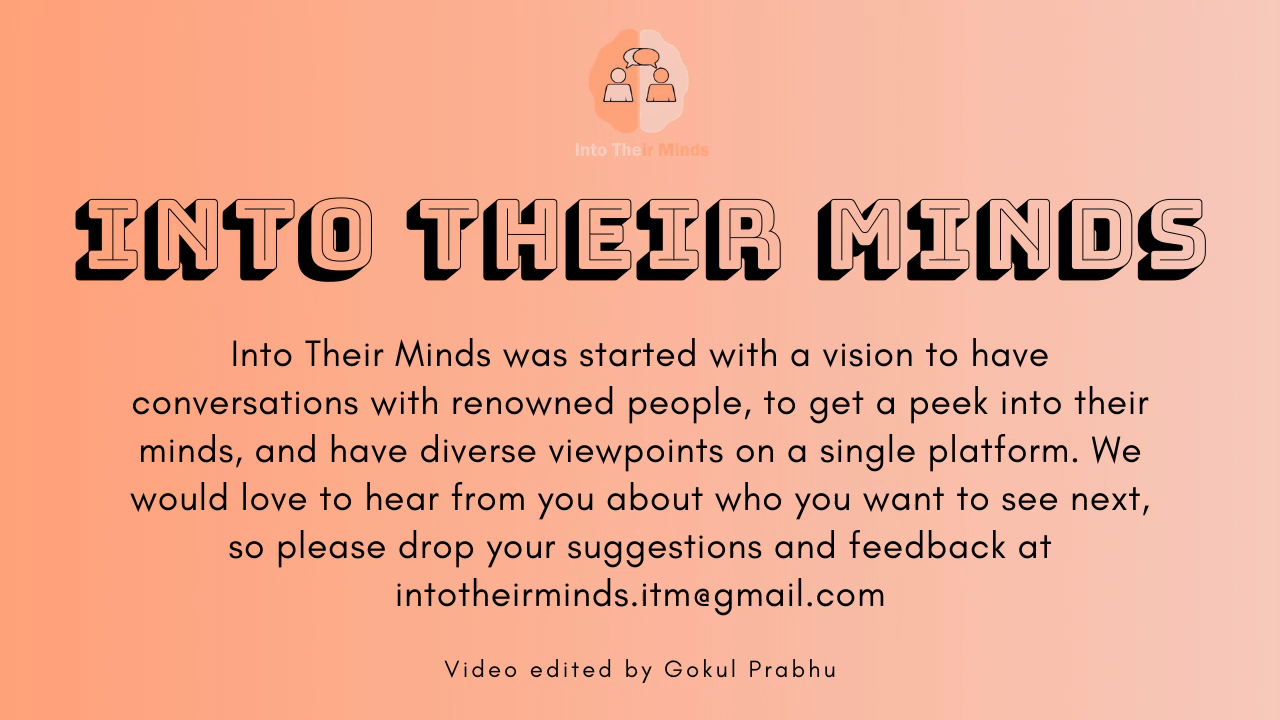 Into Their Minds
INTO THEIR MINDS
Into Their Minds was started with a vision to have
conversations with renowned people, to get a peek into their
minds, and have diverse viewpoints on a single platform. We
would love to hear from you about who you want to see next,
so please drop your suggestions and feedback at
intotheirminds.itm@gmail.com
Video edited by Gokul Prabhu